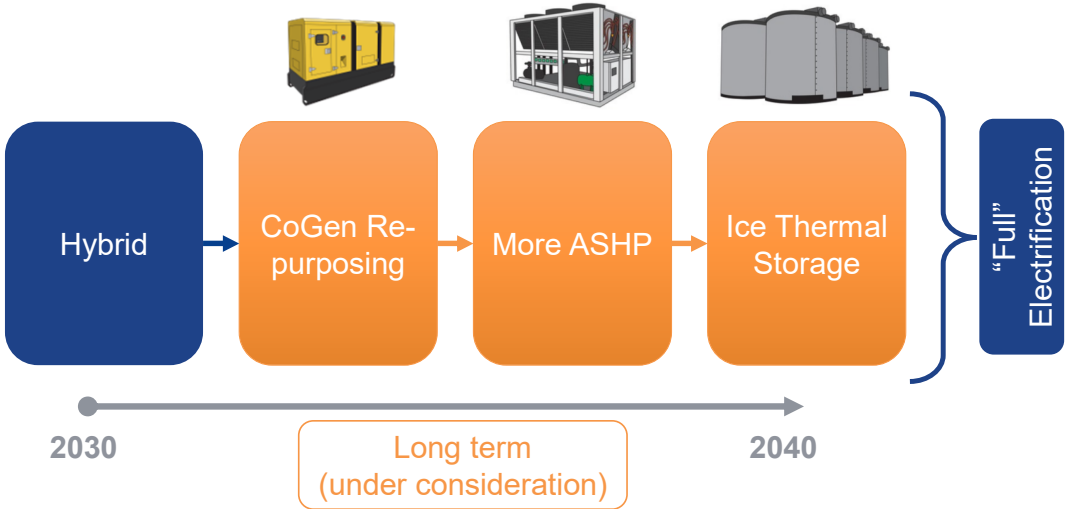 Hybrid
CoGen Re-
purposing
More ASHP
Ice Thermal
Storage
“Full”
Electrification
2030
Long term
(under consideration)
2040